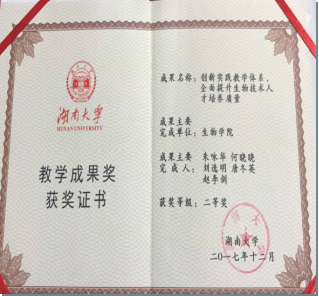 湖南大学
HUNAN UNIVERSITY
教学成果奖
获奖证书
成果名称：创新实践教学体系，
全面提升生物技术人
才培养质量
成果主要
完成单位：生物学院
成果主要 朱咏华 何晓晓
完成人：刘选明 唐冬英
赵李剑
获奖等级：二等奖
湖南大学
二〇一七年十二月